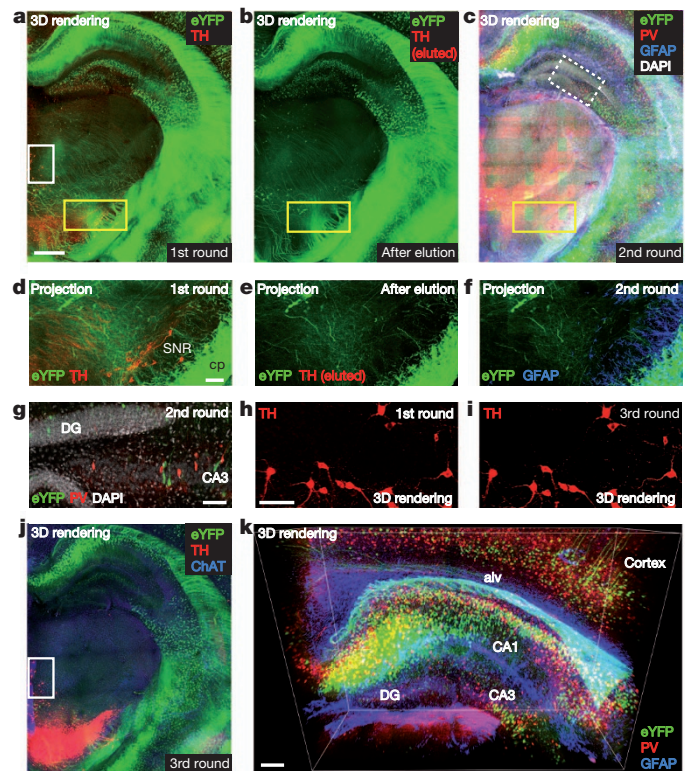 a 3D rendering eYFP
TH
1st round
b 3D rendering eYFP
TH
(eluted)
After elution
c 3D rendering eYFP
PV
GFAP
DAPI
2nd round
d Projection 1st round
SNR
cp
eYFP TH
e Projection After elution
eYFP TH (eluted)
f Projection 2nd round
eYFP GFAP
g 2nd round
DG
CA3
eYFP PV DAPI
h TH 1st round
3D rendering
i TH 3rd round
3D rendering
j 3D rendering eYFP
TH
ChAT
3rd round
k 3D rendering
Cortex
alv
CA1
DG CA3
eYFP
PV
GFAP